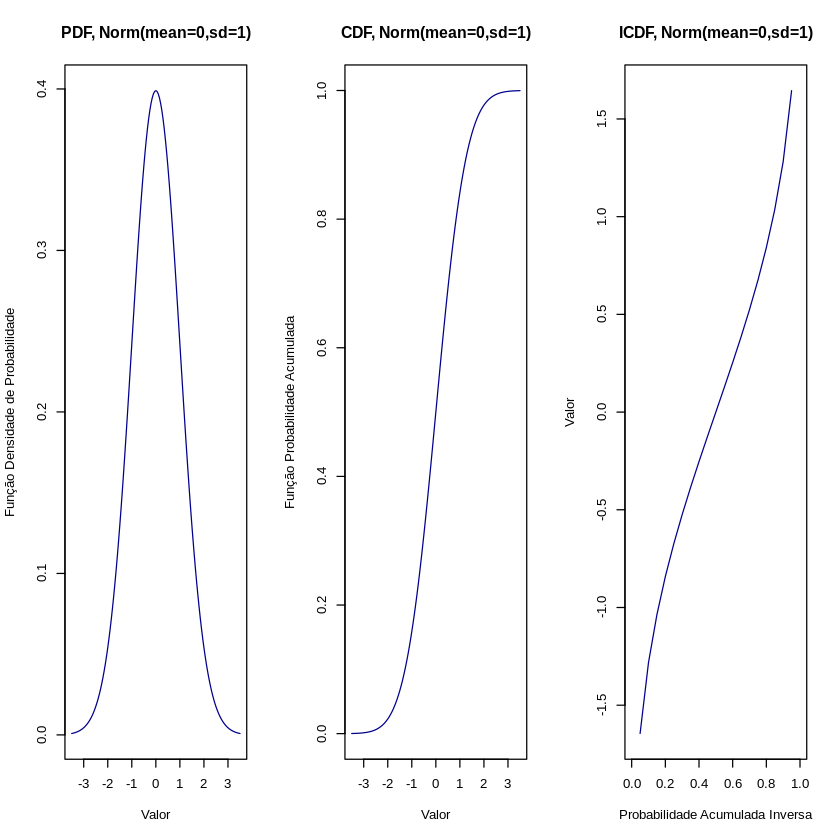 PDF, Norm(mean=0,sd=1)
Função Densidade de Probabilidade
0.4
0.3
0.2
0.1
0.0
-3 -2 -1 0 1 2 3
Valor
CDF, Norm(mean=0,sd=1)
Função Probabilidade Acumulada
1.0
0.8
0.6
0.4
0.2
0.0
-3 -2 -1 0 1 2 3
Valor
ICDF, Norm(mean=0,sd=1)
Valor
1.5
1.0
0.5
0.0
-0.5
-1.0
-1.5
0.0 0.2 0.4 0.6 0.8 1.0
Probabilidade Acumulada Inversa